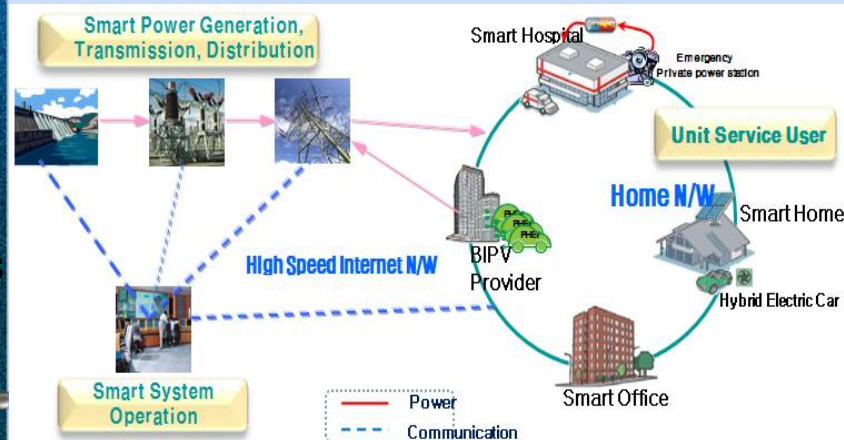 Smart Power Generation,
Transmission, Distribution
Smart Hospital
Emergency
Private power station
Unit Service User
Home N/W
Smart Home
High Speed Internet N/W
BIPV
Provider
Hybrid Electric Car
Smart System
Operation
Smart Office
Power
Communication